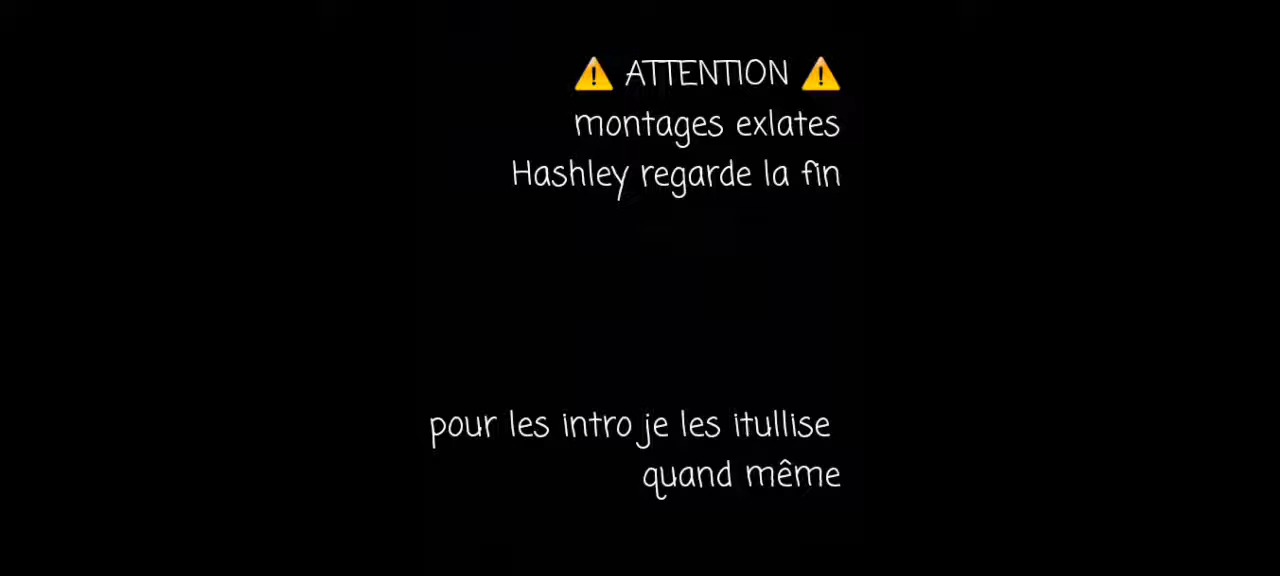 ⚠️ ATTENTION ⚠️
montages exlates
Hashley regarde la fin
pour les intro je les itullise
quand même